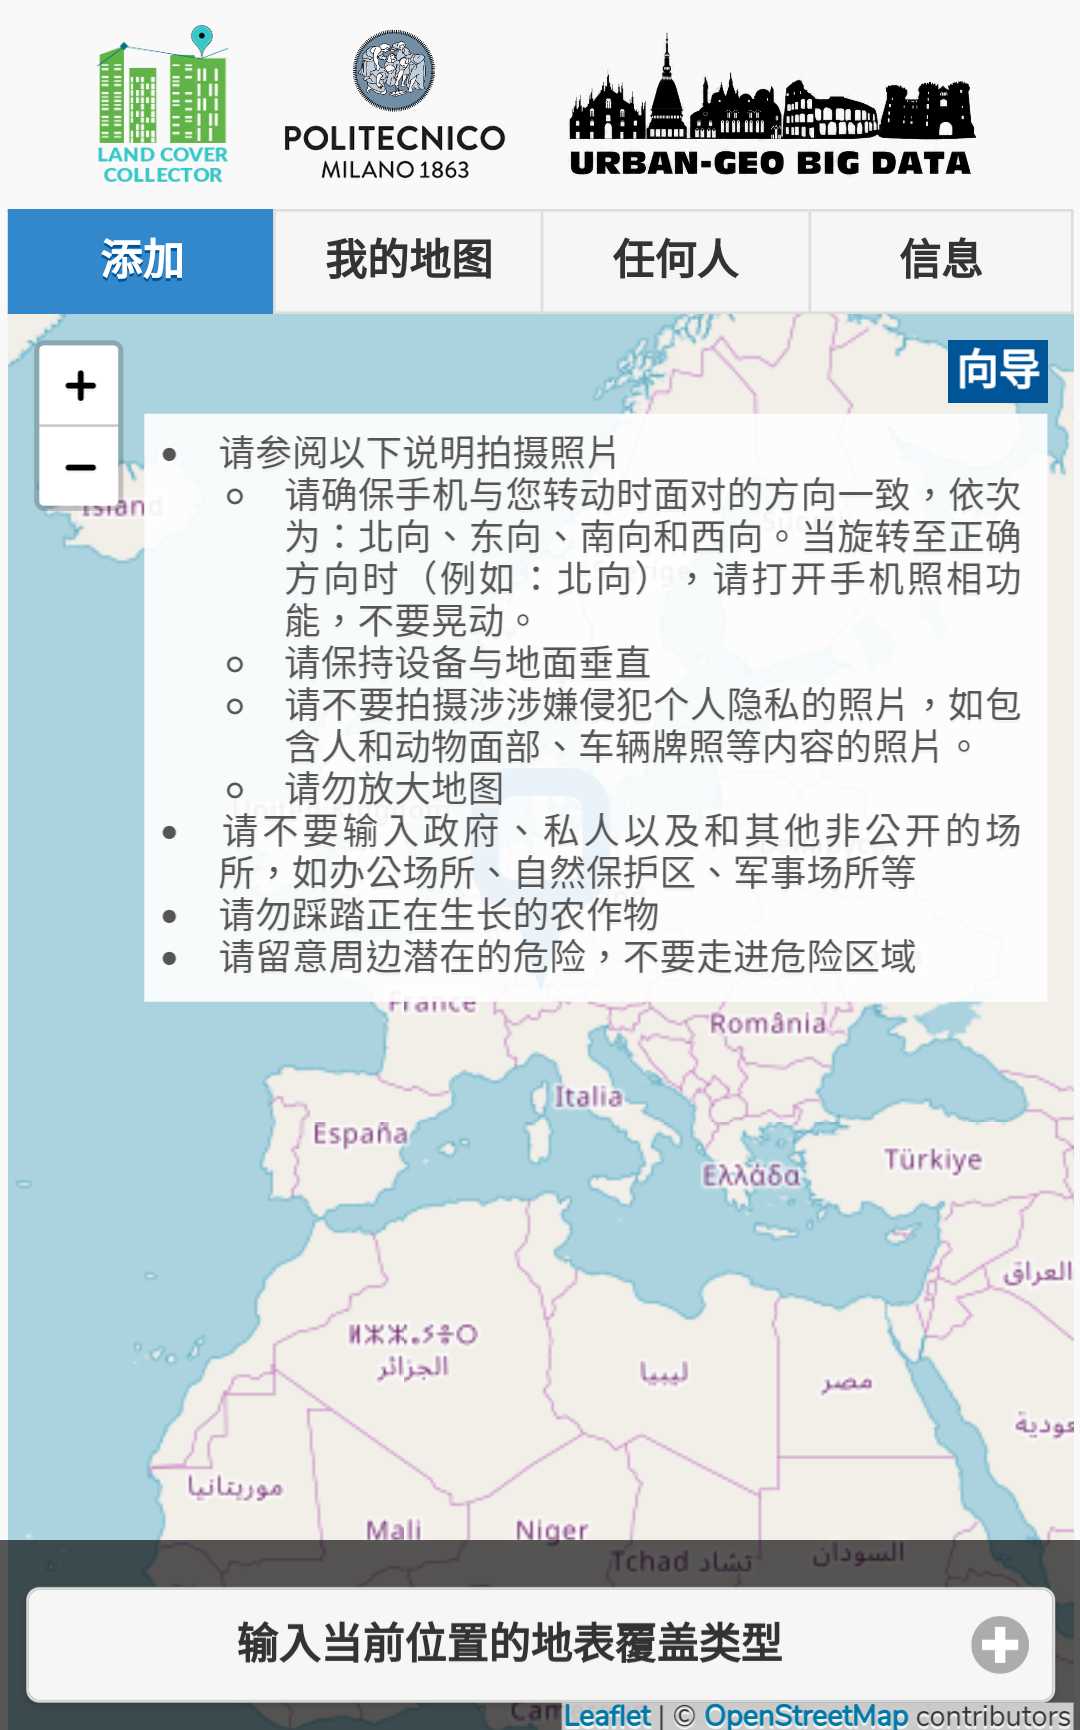 LAND COVER
COLLECTOR
POLITECNICO
MILANO 1863
URBAN-GEO BIG DATA
添加
我的地图
任何人
信息
+
向导
−
Island
• 请参阅以下说明拍摄照片
○ 请确保手机与您转动时面对的方向一致，依次
为：北向、东向、南向和西向。当旋转至正确
方向时（例如：北向），请打开手机照相功
能，不要晃动。
○ 请保持设备与地面垂直
○ 请不要拍摄涉涉嫌侵犯个人隐私的照片，如包
含人和动物面部、车辆牌照等内容的照片。
○ 请勿放大地图
• 请不要输入政府、私人以及和其他非公开的场
所，如办公场所、自然保护区、军事场所等
• 请勿踩踏正在生长的农作物
• 请留意周边潜在的危险，不要走进危险区域
France
România
Italia
España
Türkiye
Ελλάδα
العراق
ⵍⵣⵣⴰⵢⴻⵔ
الجزائر
ليبيا
مصر
موريتانيا
Mali
Niger
Tchad تشاد
السودان
输入当前位置的地表覆盖类型
Leaflet | © OpenStreetMap contributors